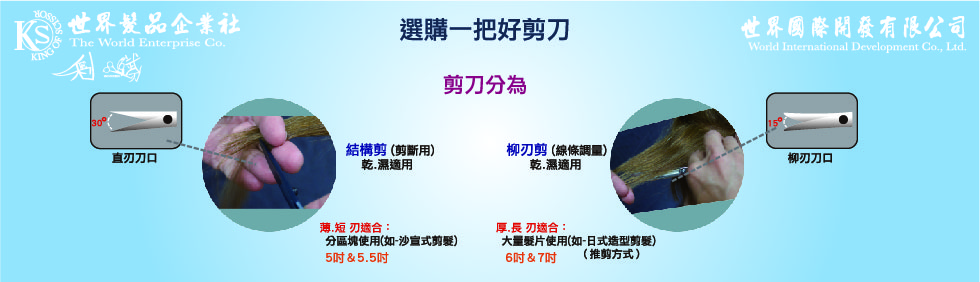 BOSSCISSORS
KS
KING
世界髮品企業社
The World Enterprise Co.
選購一把好剪刀
世界國際開發有限公司
World International Development Co., Ltd.
剪刀分為
30°
直刃刀口
結構剪 (剪斷用)
乾.濕適用
柳刃剪 (線條調量)
乾.濕適用
15°
柳刃刀口
薄.短 刃適合：
分區塊使用(如-沙宣式剪髮)
5吋 & 5.5吋
厚.長 刃適合：
大量髮片使用(如-日式造型剪髮)
6吋 & 7吋
( 推剪方式 )